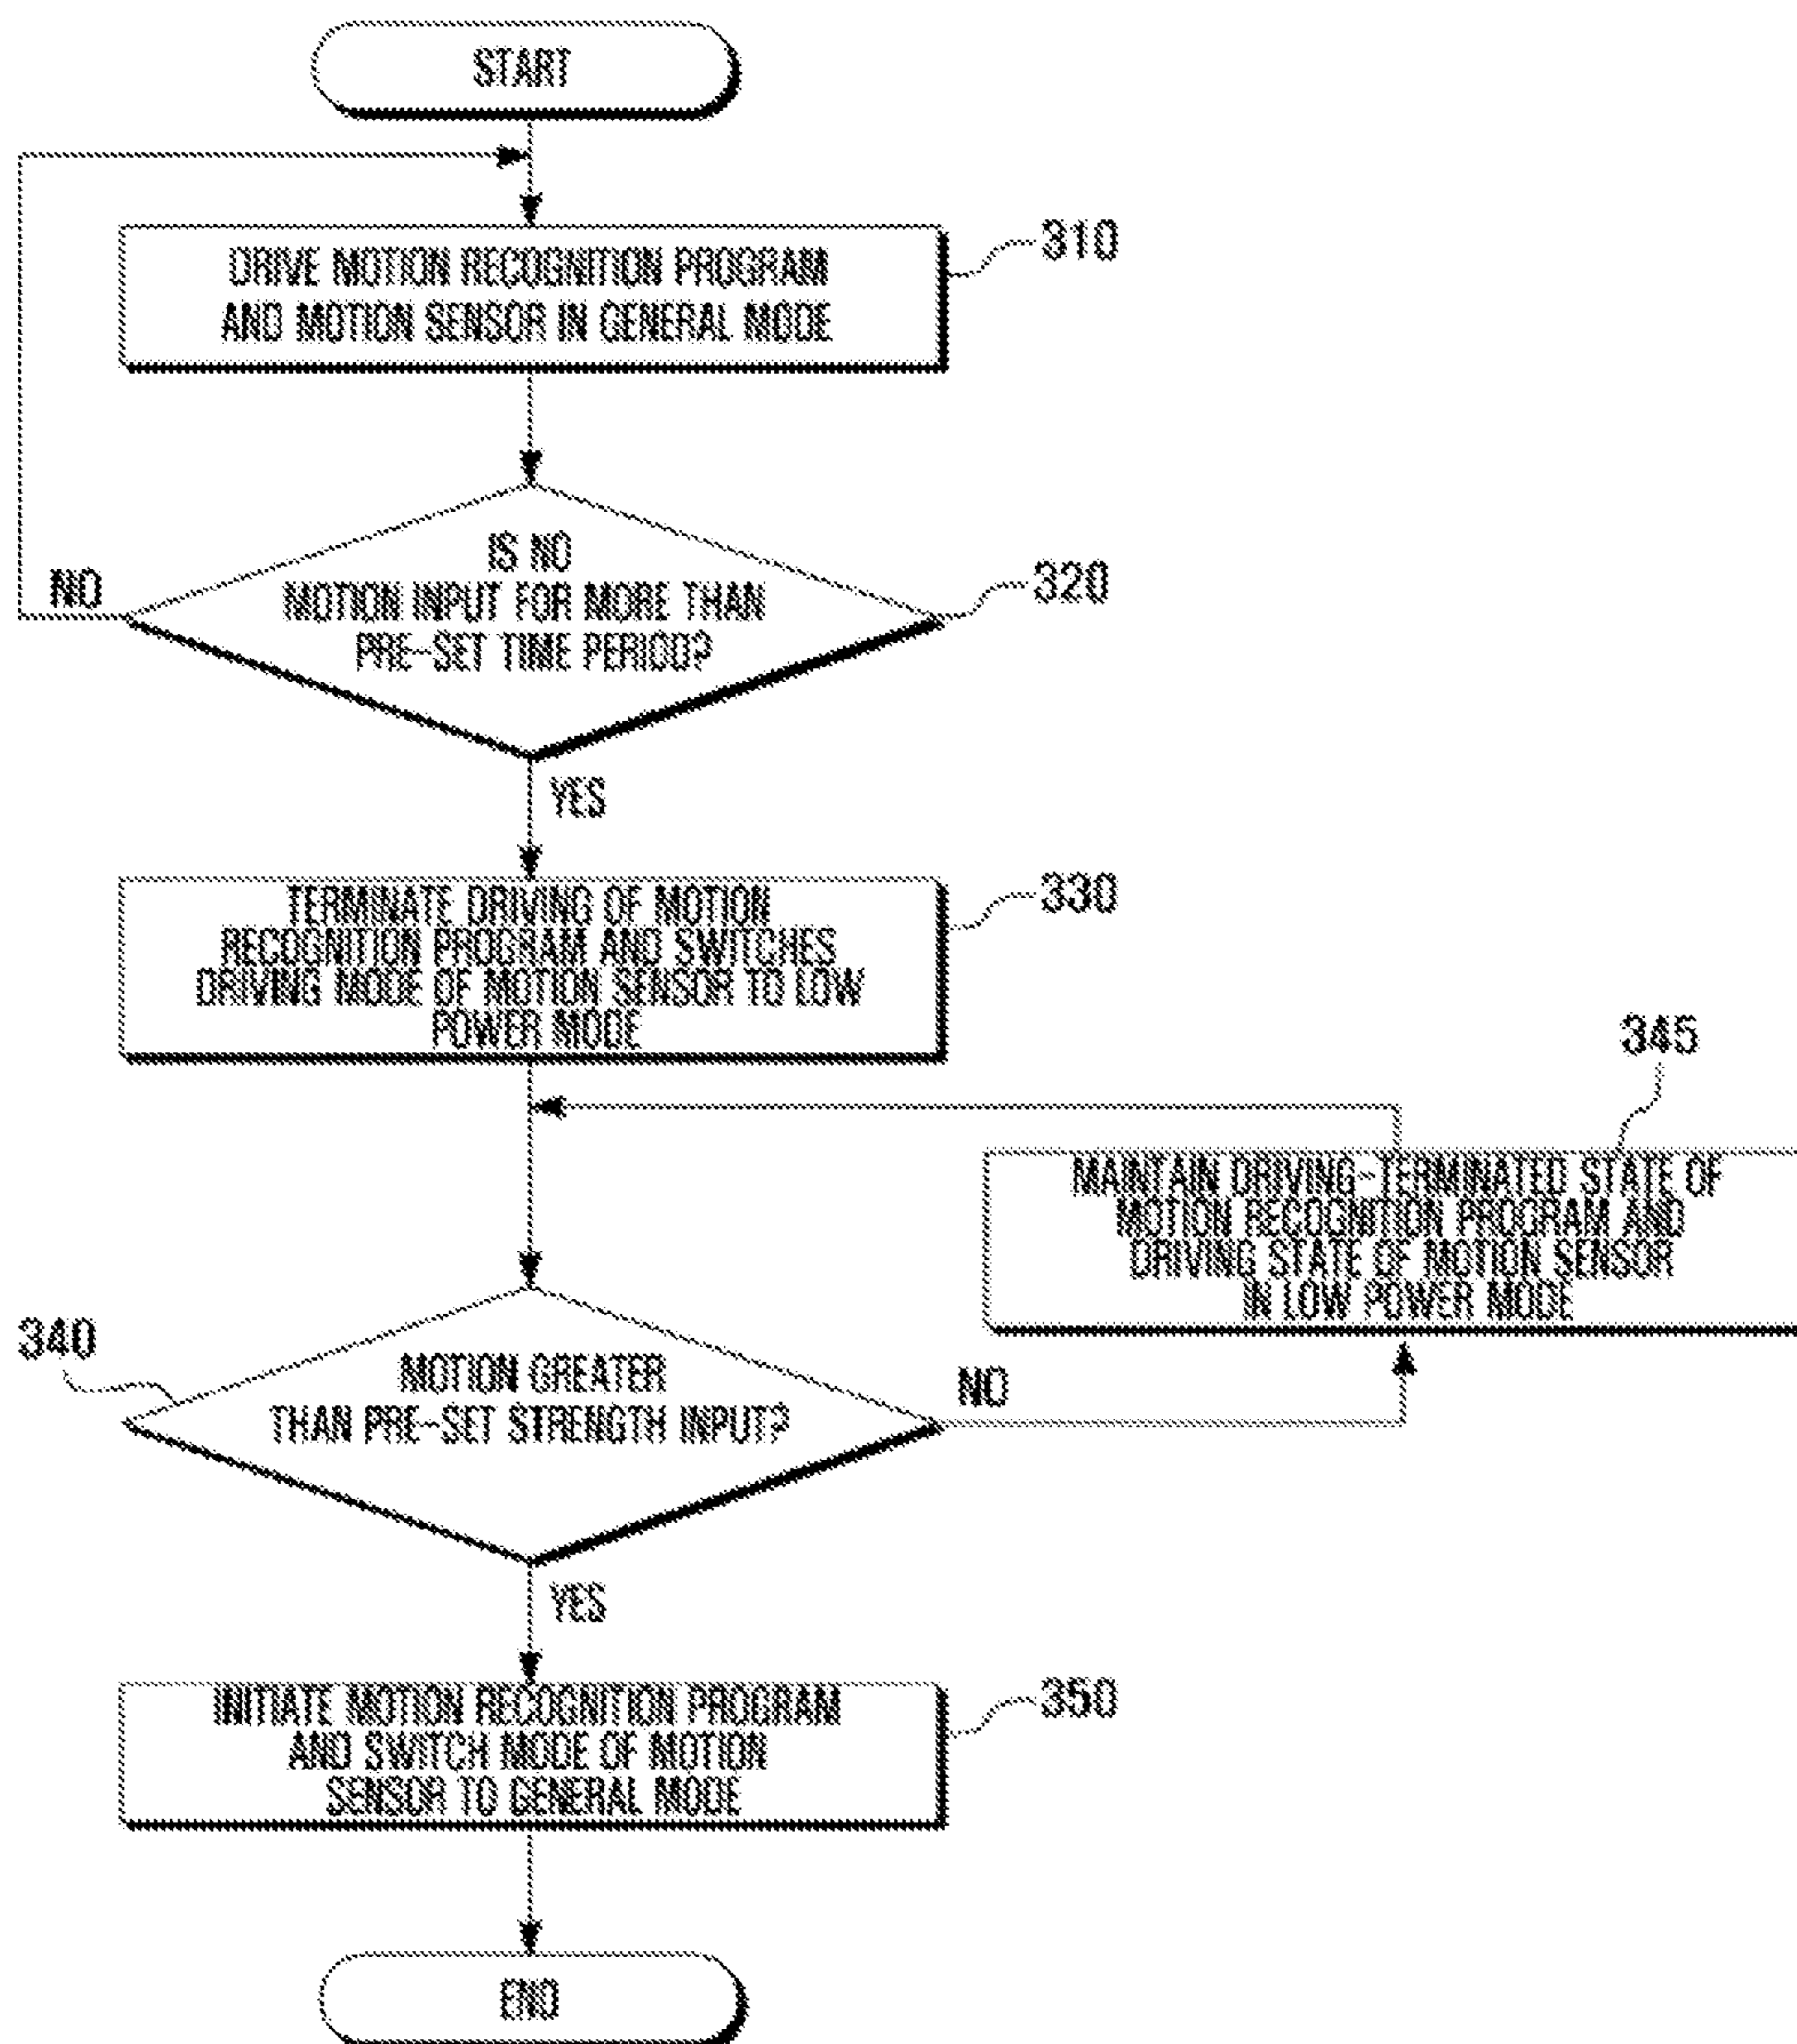 START
DRIVE MOTION RECOGNITION PROGRAM
AND MOTION SENSOR IN GENERAL MODE
310
IS NO
MOTION INPUT FOR MORE THAN
PRE-SET TIME PERIOD?
320
NO
YES
TERMINATE DRIVING OF MOTION
RECOGNITION PROGRAM AND SWITCHES
DRIVING MODE OF MOTION SENSOR TO LOW
POWER MODE
330
345
MAINTAIN DRIVING-TERMINATED STATE OF
MOTION RECOGNITION PROGRAM AND
DRIVING STATE OF MOTION SENSOR
IN LOW POWER MODE
340
MOTION GREATER
THAN PRE-SET STRENGTH INPUT?
NO
YES
INITIATE MOTION RECOGNITION PROGRAM
AND SWITCH MODE OF MOTION
SENSOR TO GENERAL MODE
350
END